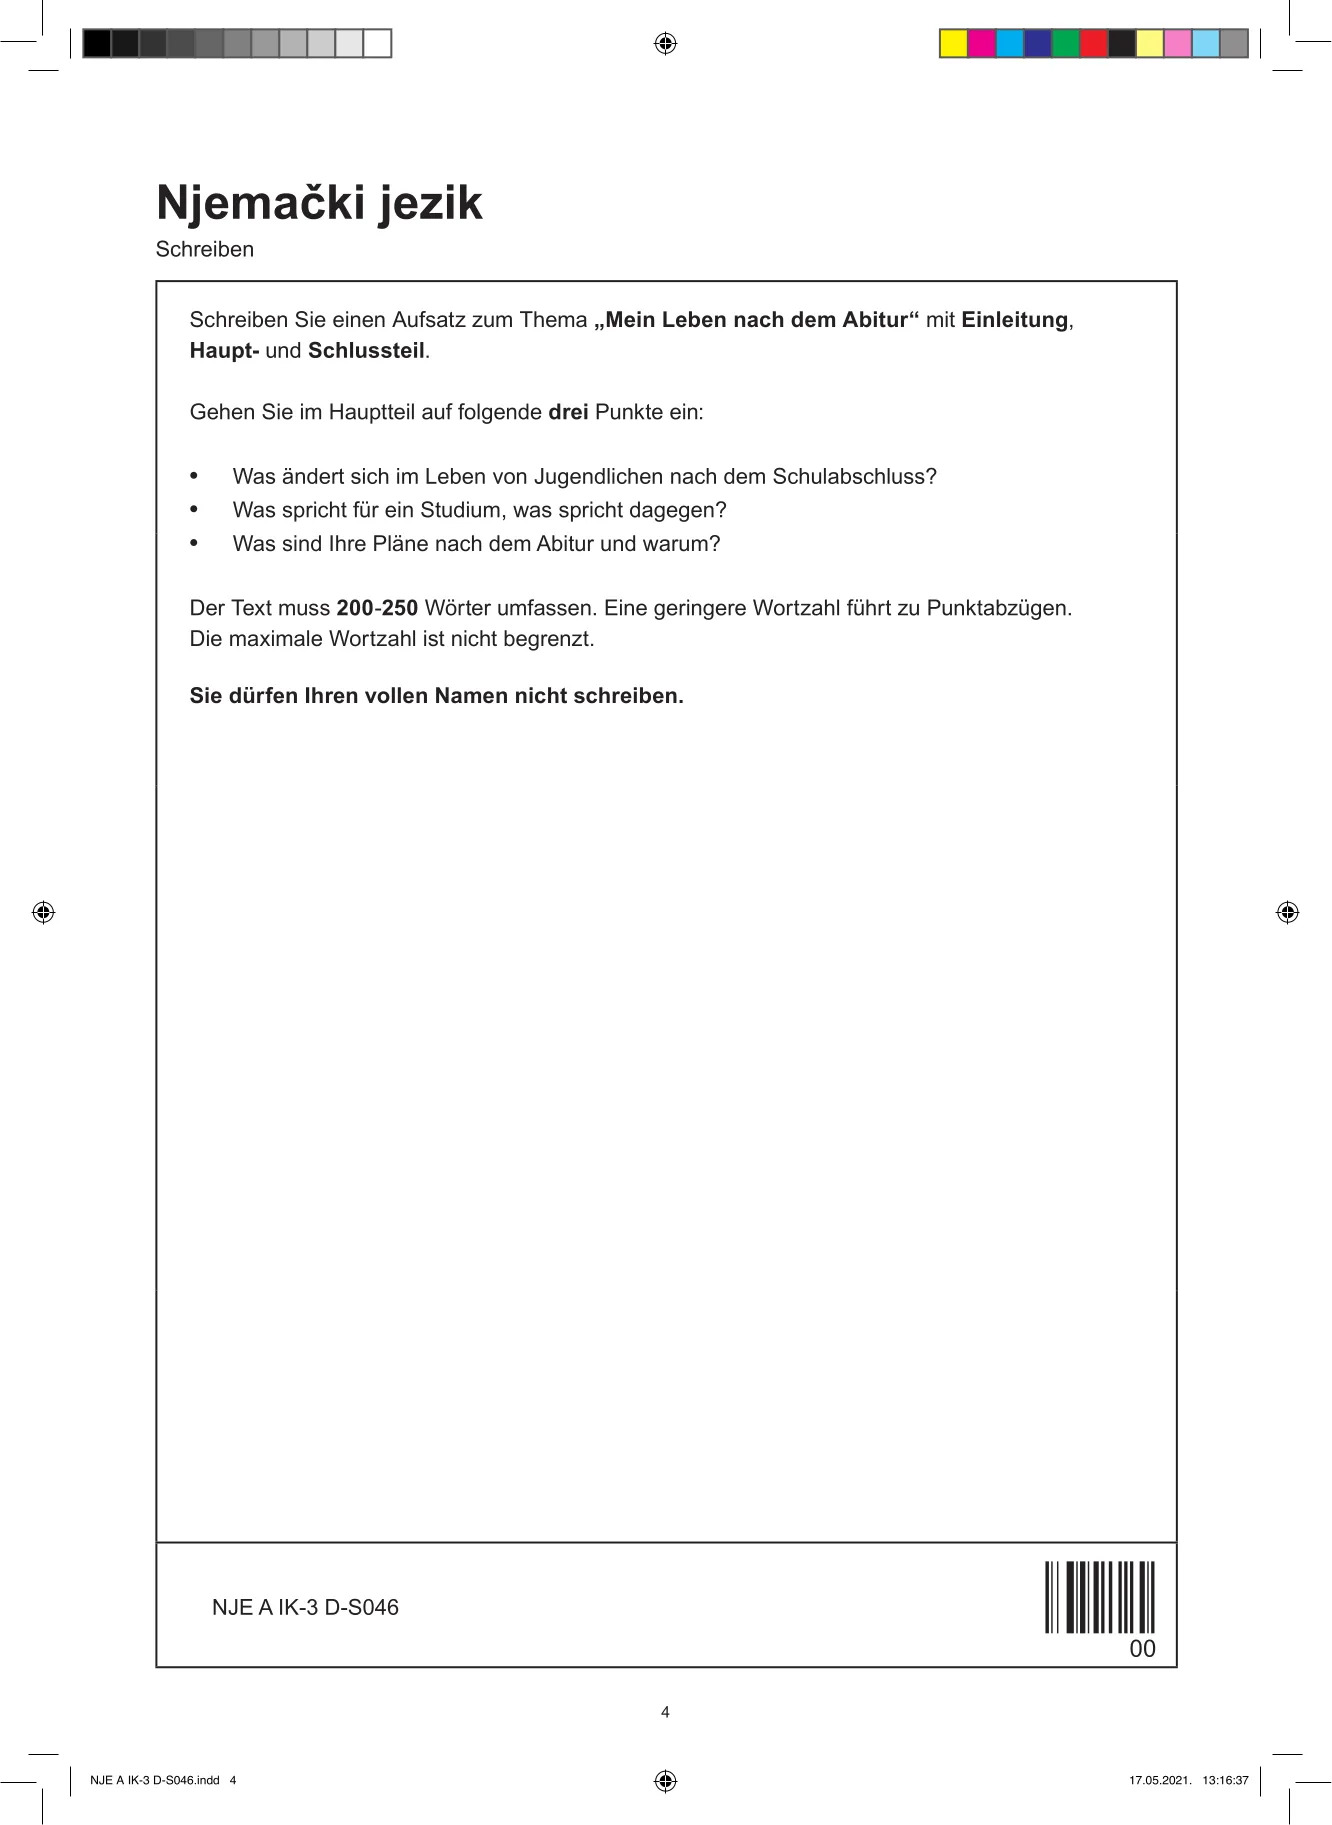 Njemački jezik
Schreiben
Schreiben Sie einen Aufsatz zum Thema „Mein Leben nach dem Abitur“ mit Einleitung,
Haupt- und Schlussteil.
Gehen Sie im Hauptteil auf folgende drei Punkte ein:
• Was ändert sich im Leben von Jugendlichen nach dem Schulabschluss?
• Was spricht für ein Studium, was spricht dagegen?
• Was sind Ihre Pläne nach dem Abitur und warum?
Der Text muss 200-250 Wörter umfassen. Eine geringere Wortzahl führt zu Punktabzügen.
Die maximale Wortzahl ist nicht begrenzt.
Sie dürfen Ihren vollen Namen nicht schreiben.
NJE A IK-3 D-S046
00
4
NJE A IK-3 D-S046.indd 4
17.05.2021. 13:16:37